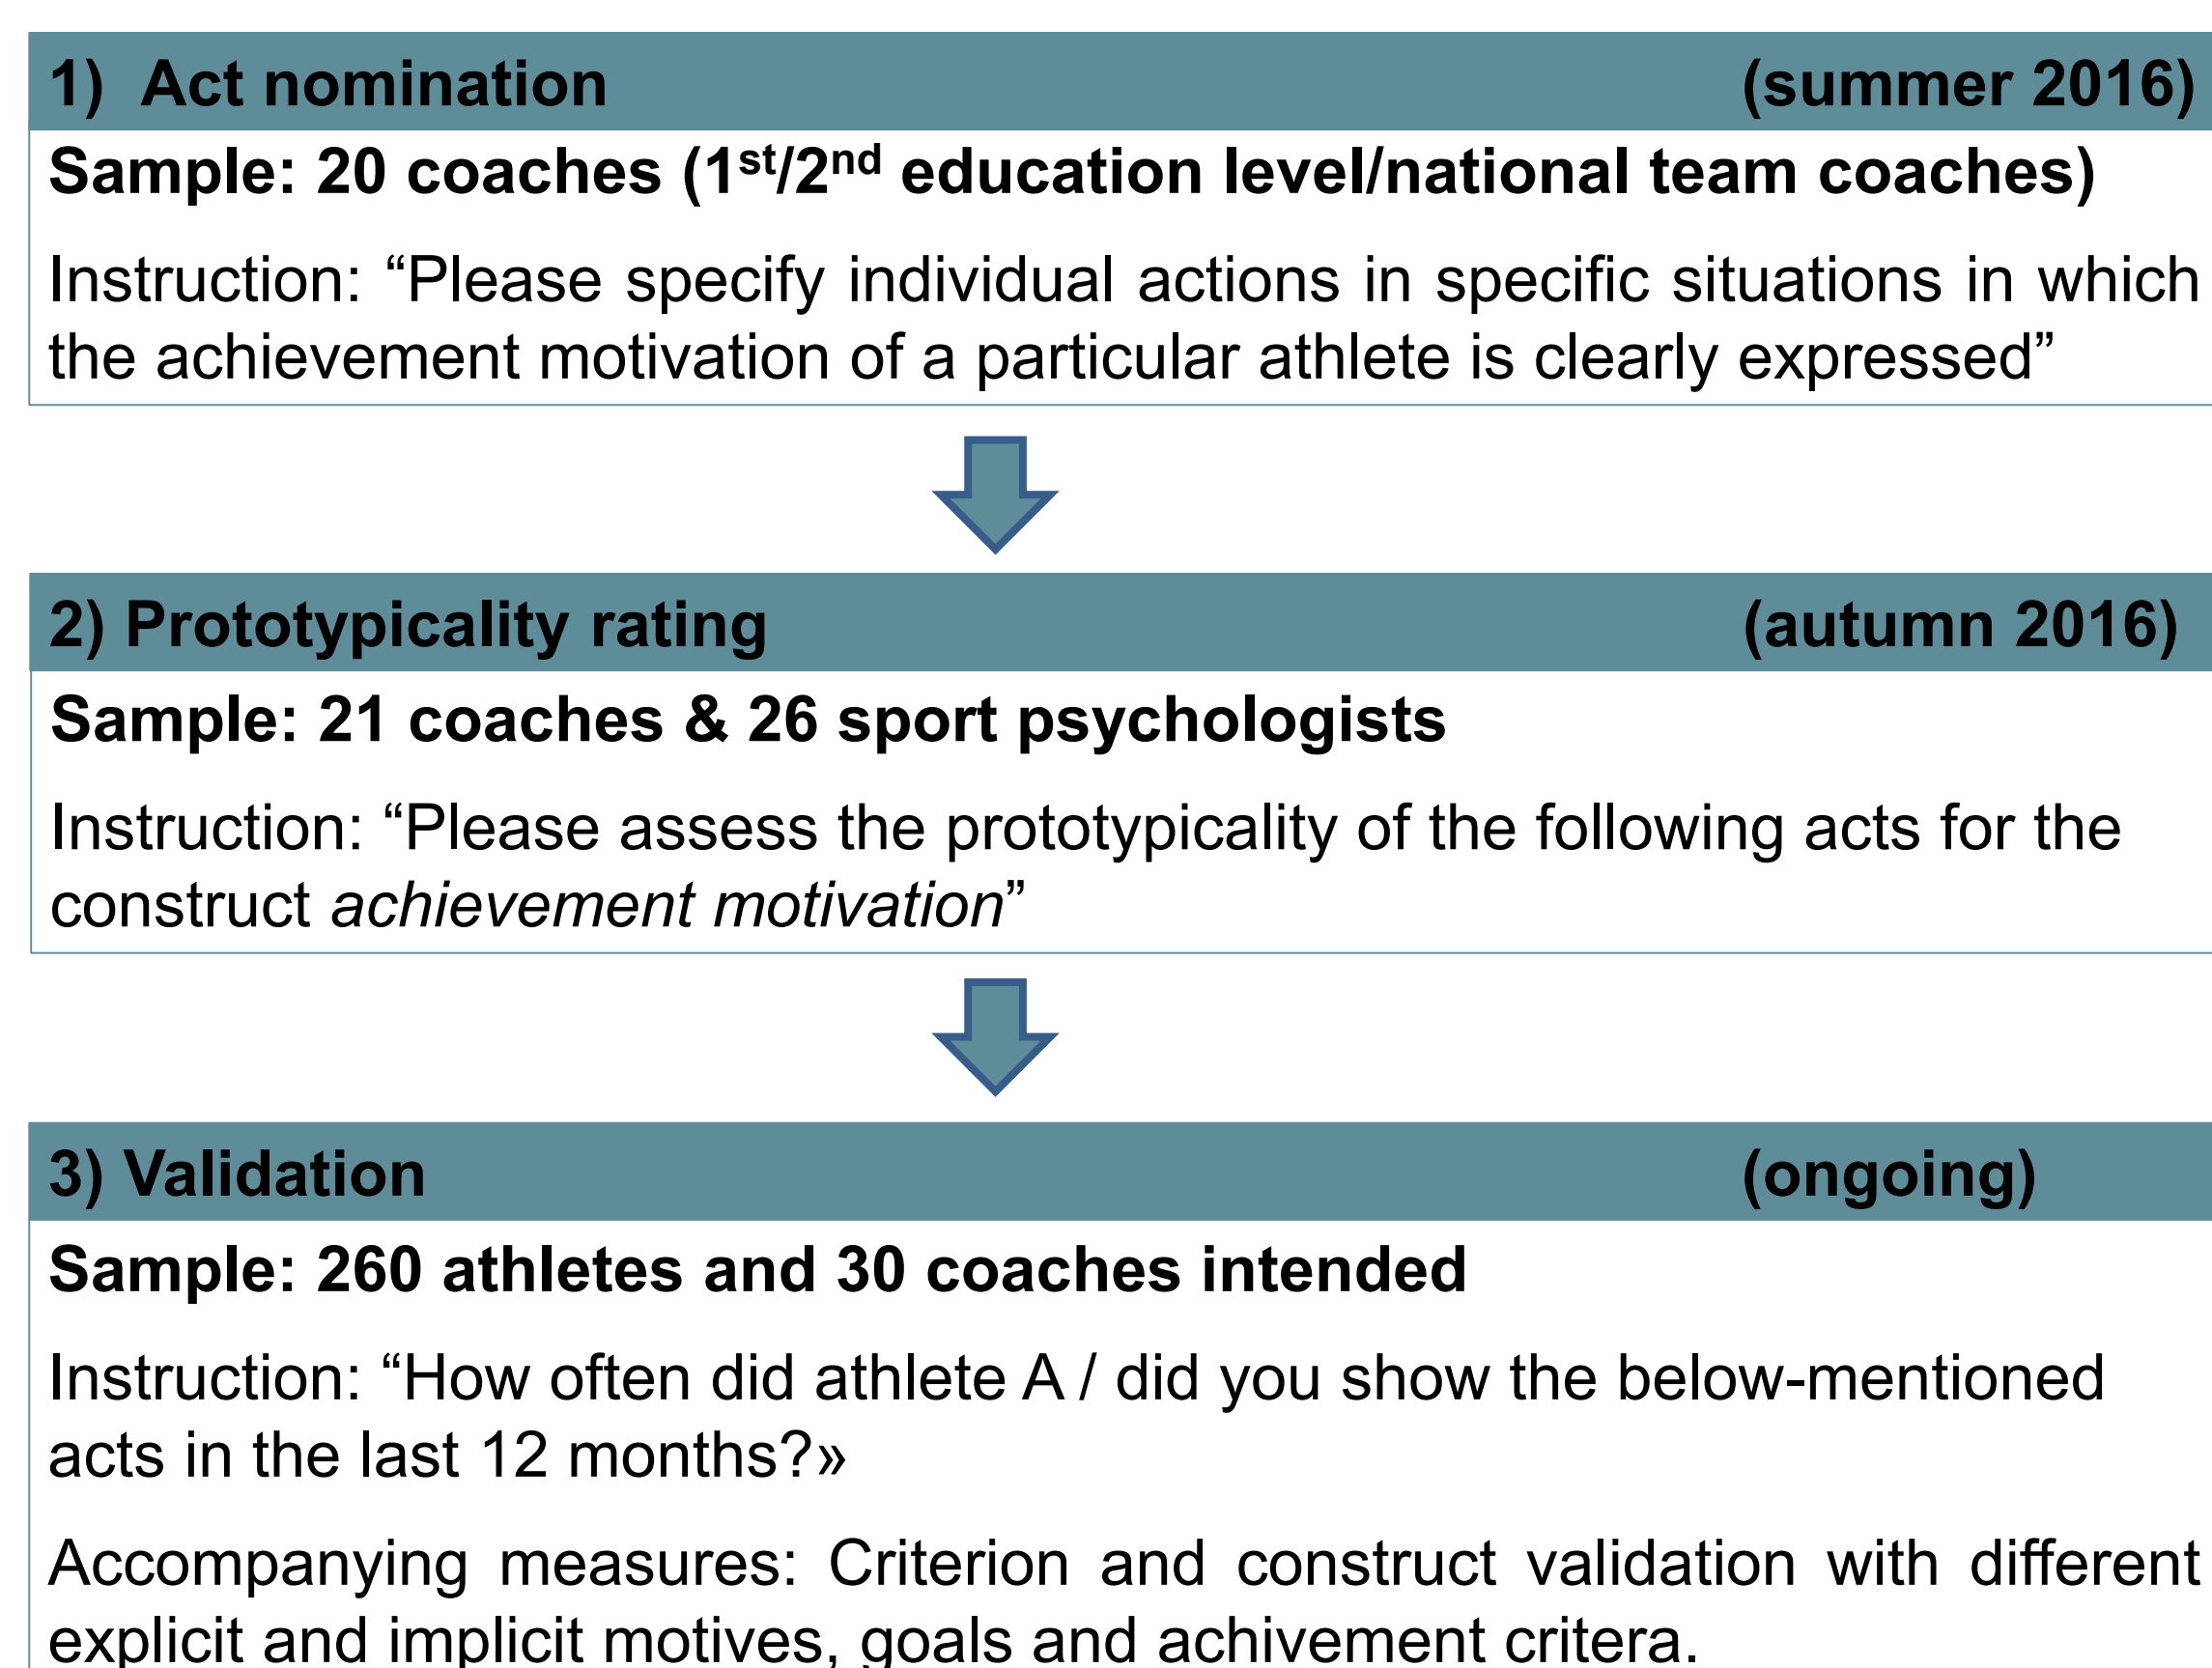 1) Act nomination (summer 2016)
Sample: 20 coaches (1st/2nd education level/national team coaches)
Instruction: “Please specify individual actions in specific situations in which
the achievement motivation of a particular athlete is clearly expressed”
2) Prototypicality rating (autumn 2016)
Sample: 21 coaches & 26 sport psychologists
Instruction: “Please assess the prototypicality of the following acts for the
construct achievement motivation”
3) Validation (ongoing)
Sample: 260 athletes and 30 coaches intended
Instruction: “How often did athlete A / did you show the below-mentioned
acts in the last 12 months?»
Accompanying measures: Criterion and construct validation with different
explicit and implicit motives, goals and achivement critera.